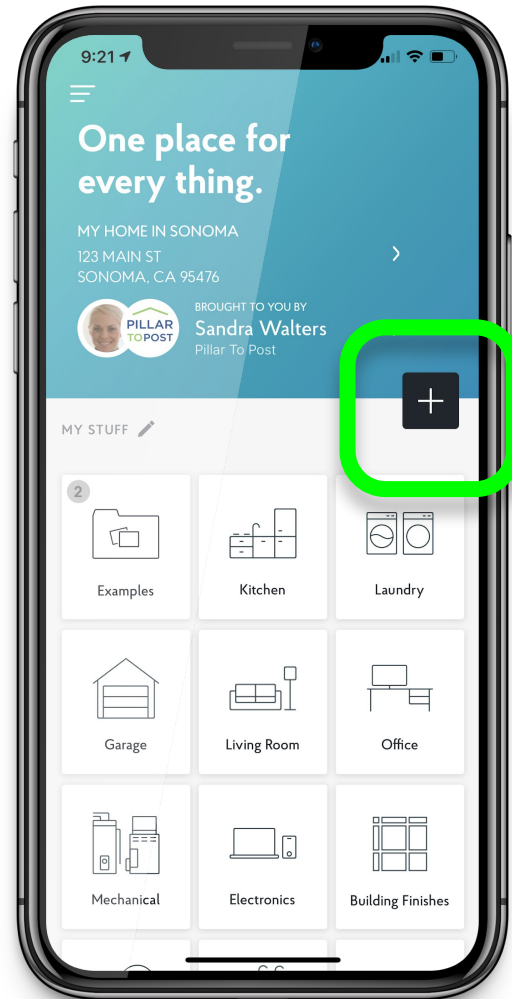 9:21
One place for
every thing.
MY HOME IN SONOMA
123 MAIN ST
SONOMA, CA 95476
PILLAR
TOPOST
BROUGHT TO YOU BY
Sandra Walters
Pillar To Post
MY STUFF
2
Examples
Kitchen
Laundry
Garage
Living Room
Office
Mechanical
Electronics
Building Finishes